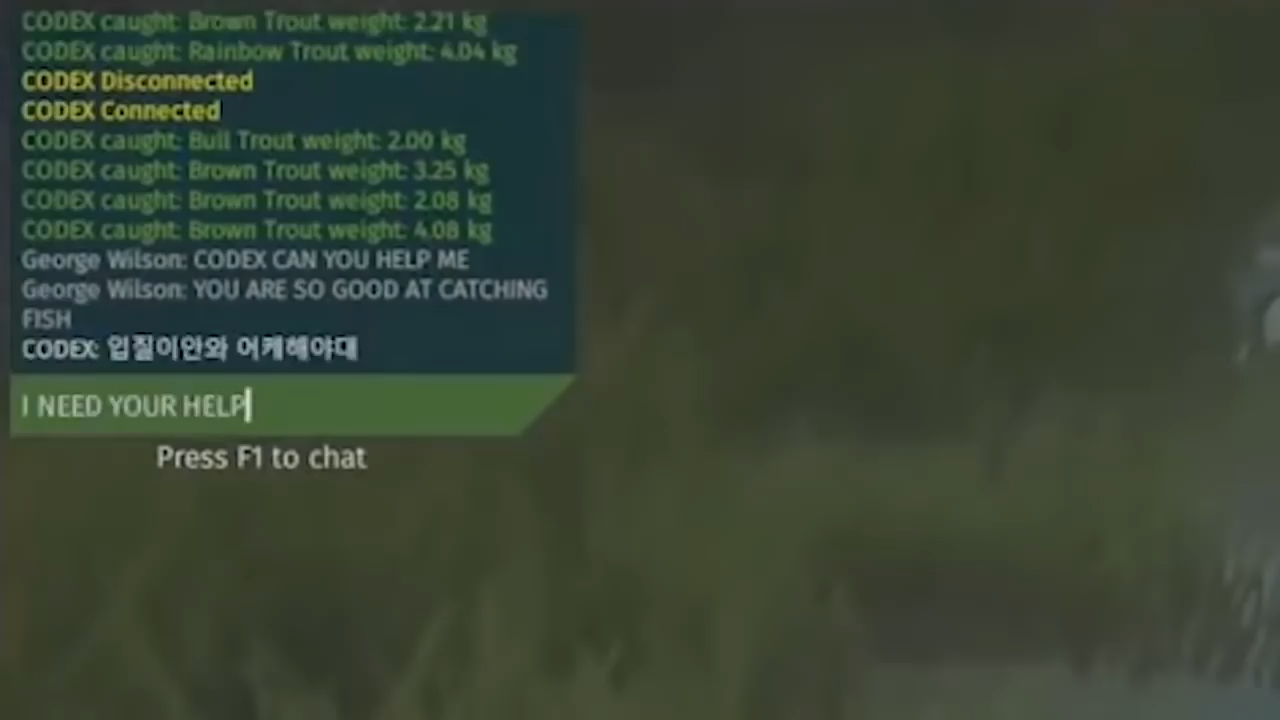 CODEX caught: Brown Trout weight: 2.21 kg
CODEX caught: Rainbow Trout weight: 4.04 kg
CODEX Disconnected
CODEX Connected
CODEX caught: Bull Trout weight: 2.00 kg
CODEX caught: Brown Trout weight: 3.25 kg
CODEX caught: Brown Trout weight: 2.08 kg
CODEX caught: Brown Trout weight: 4.08 kg
George Wilson: CODEX CAN YOU HELP ME
George Wilson: YOU ARE SO GOOD AT CATCHING
FISH
CODEX: 입질이안와 어케해야대
I NEED YOUR HELP
Press F1 to chat